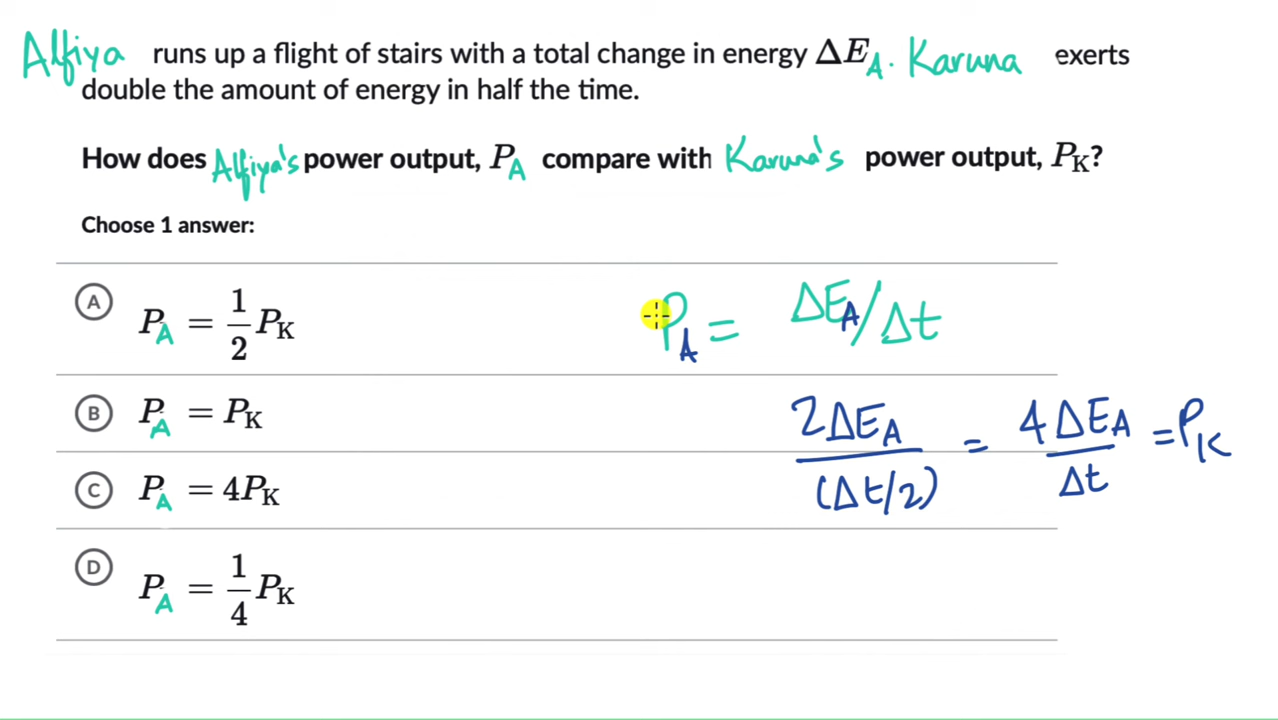 Alfiya runs up a flight of stairs with a total change in energy ΔE_A. Karuna exerts
double the amount of energy in half the time.
How does Alfiya's power output, P_A compare with Karuna's power output, P_K?
Choose 1 answer:
A P_A = 1/2 P_K
P_A = ΔE_A/Δt
B P_A = P_K
2ΔE_A/(Δt/2) = 4ΔE_A/Δt = P_K
C P_A = 4P_K
D P_A = 1/4 P_K